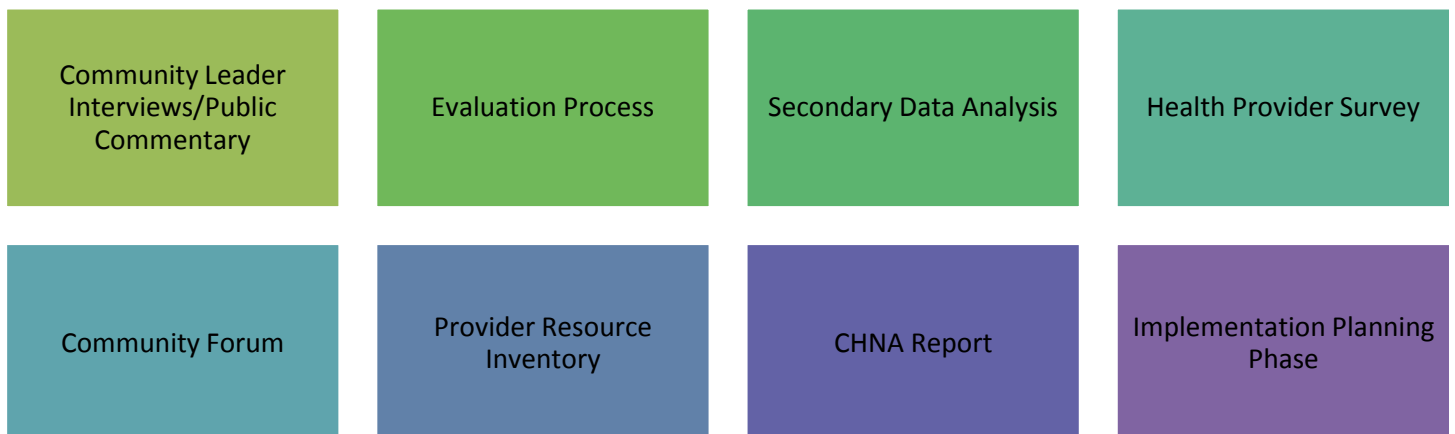 Community Leader
Interviews/Public
Commentary
Evaluation Process
Secondary Data Analysis
Health Provider Survey
Community Forum
Provider Resource
Inventory
CHNA Report
Implementation Planning
Phase